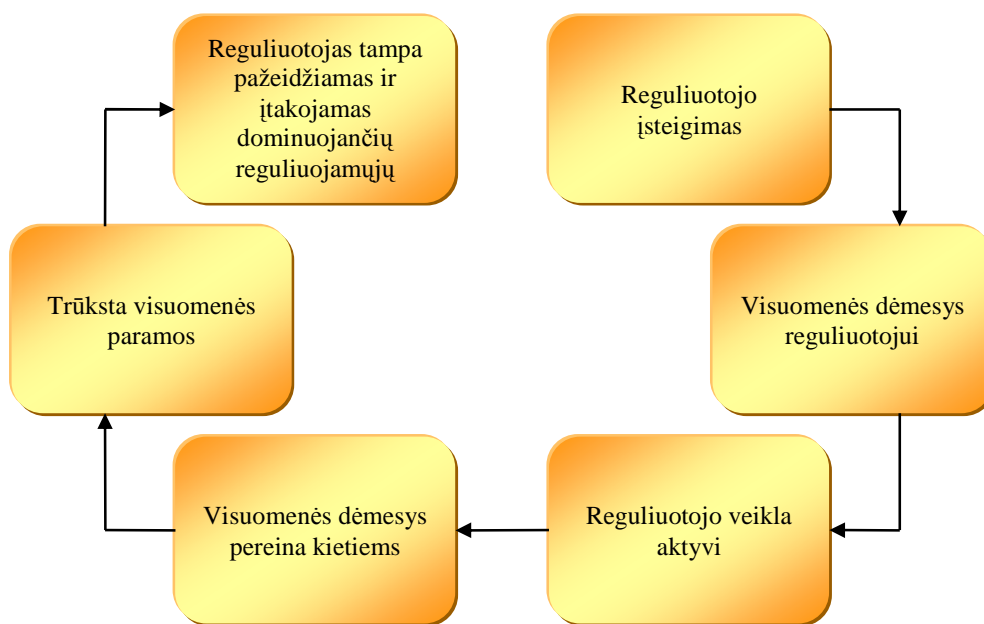 Reguliuotojas tampa
pažeidžiamas ir
įtakojamas
dominuojančių
reguliuojamųjų
Reguliuotojo
įsteigimas
Trūksta visuomenės
paramos
Visuomenės dėmesys
reguliuotojui
Visuomenės dėmesys
pereina kietiems
Reguliuotojo veikla
aktyvi